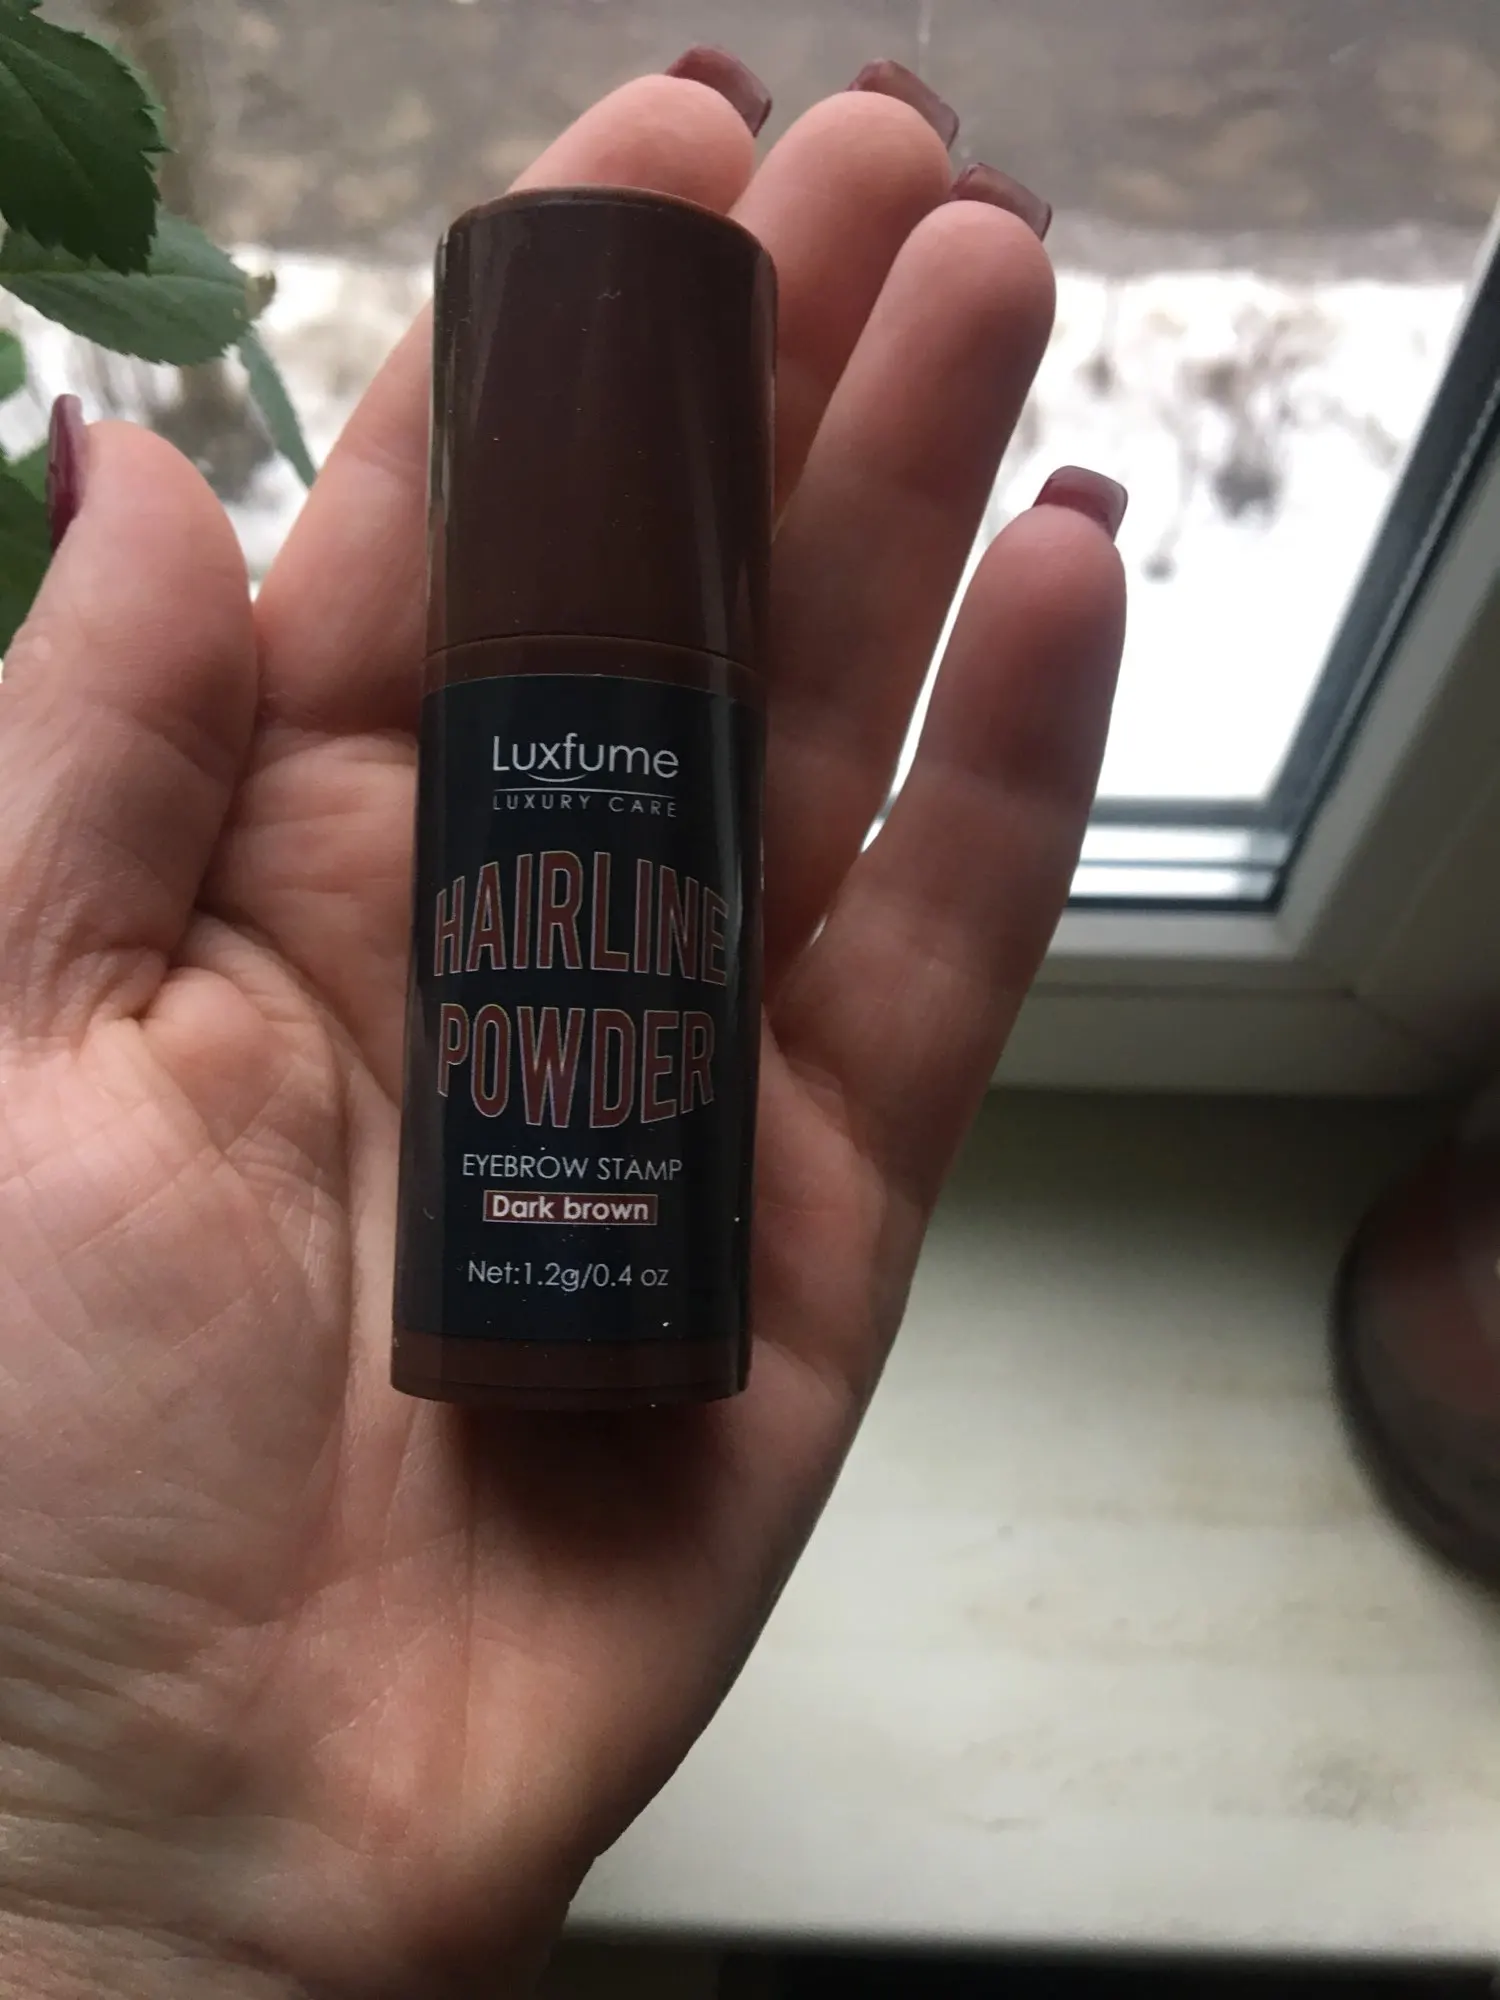 Luxfume
LUXURY CARE
HAIRLINE
POWDER
EYEBROW STAMP
Dark brown
Net:1.2g/0.4 oz